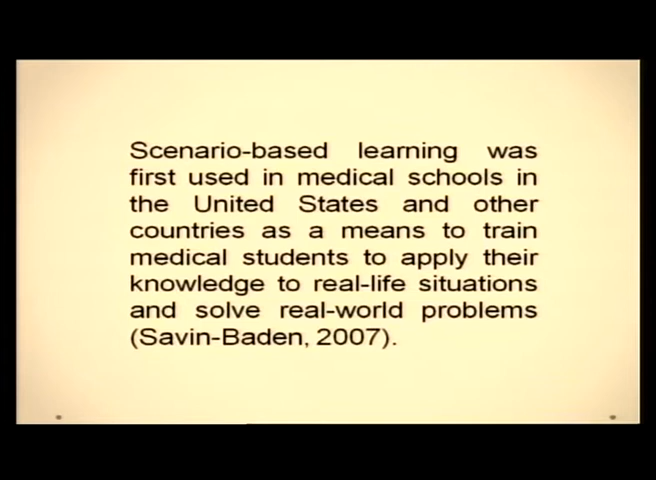 Scenario-based learning was
first used in medical schools in
the United States and other
countries as a means to train
medical students to apply their
knowledge to real-life situations
and solve real-world problems
(Savin-Baden, 2007).